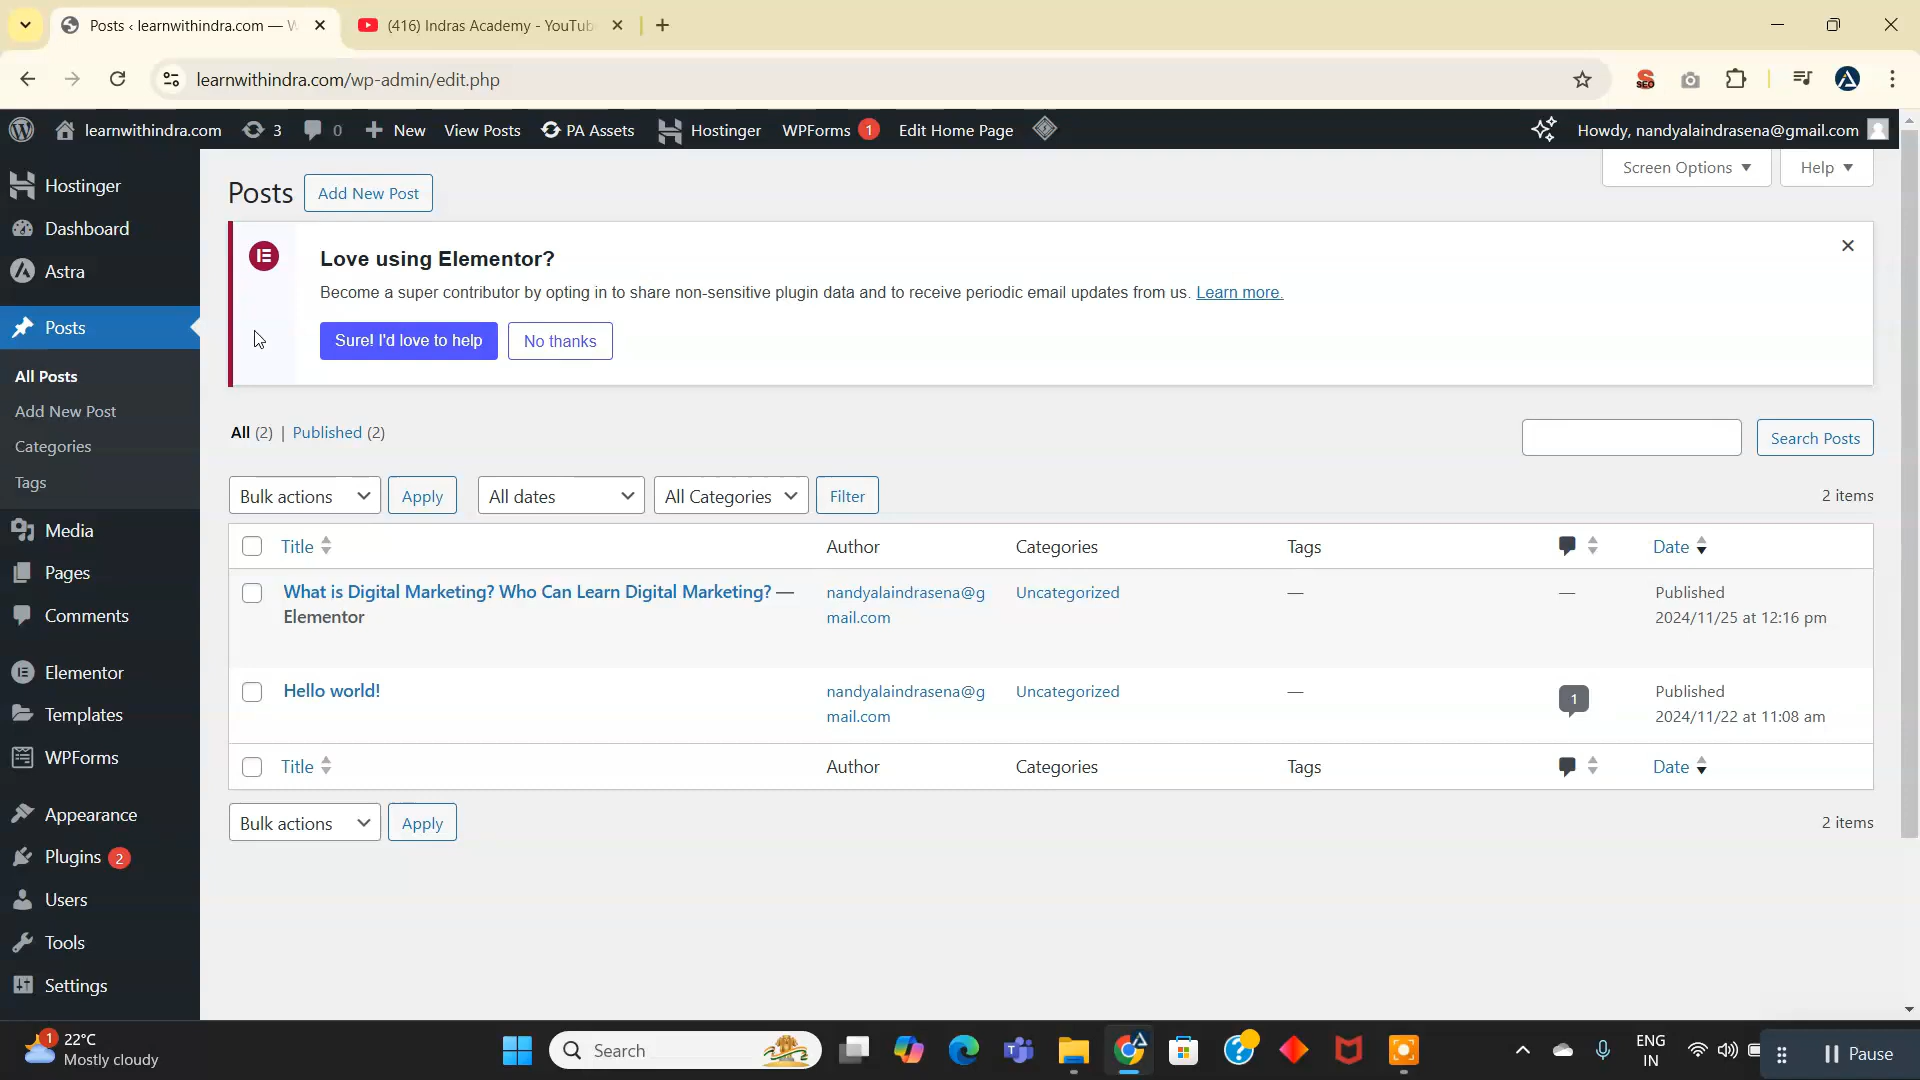 Posts ‹ learnwithindra.com — W
(416) Indras Academy - YouTub
learnwithindra.com/wp-admin/edit.php
SEO
learnwithindra.com 3 0 New View Posts PA Assets Hostinger WPForms 1 Edit Home Page Howdy, nandyalaindrasena@gmail.com
Hostinger
Dashboard
Astra
Posts
All Posts
Add New Post
Categories
Tags
Media
Pages
Comments
Elementor
Templates
WPForms
Appearance
Plugins 2
Users
Tools
Settings
Screen Options Help
Posts Add New Post
Love using Elementor?
Become a super contributor by opting in to share non-sensitive plugin data and to receive periodic email updates from us. Learn more.
Sure! I'd love to help No thanks
All (2) | Published (2)
Search Posts
Bulk actions Apply All dates All Categories Filter 2 items
Title Author Categories Tags Date
What is Digital Marketing? Who Can Learn Digital Marketing? — nandyalaindrasena@g Uncategorized — — Published
Elementor mail.com 2024/11/25 at 12:16 pm
Hello world! nandyalaindrasena@g Uncategorized — 1 Published
mail.com 2024/11/22 at 11:08 am
Title Author Categories Tags Date
Bulk actions Apply 2 items
1 22°C
Mostly cloudy
Search
ENG
IN
Pause